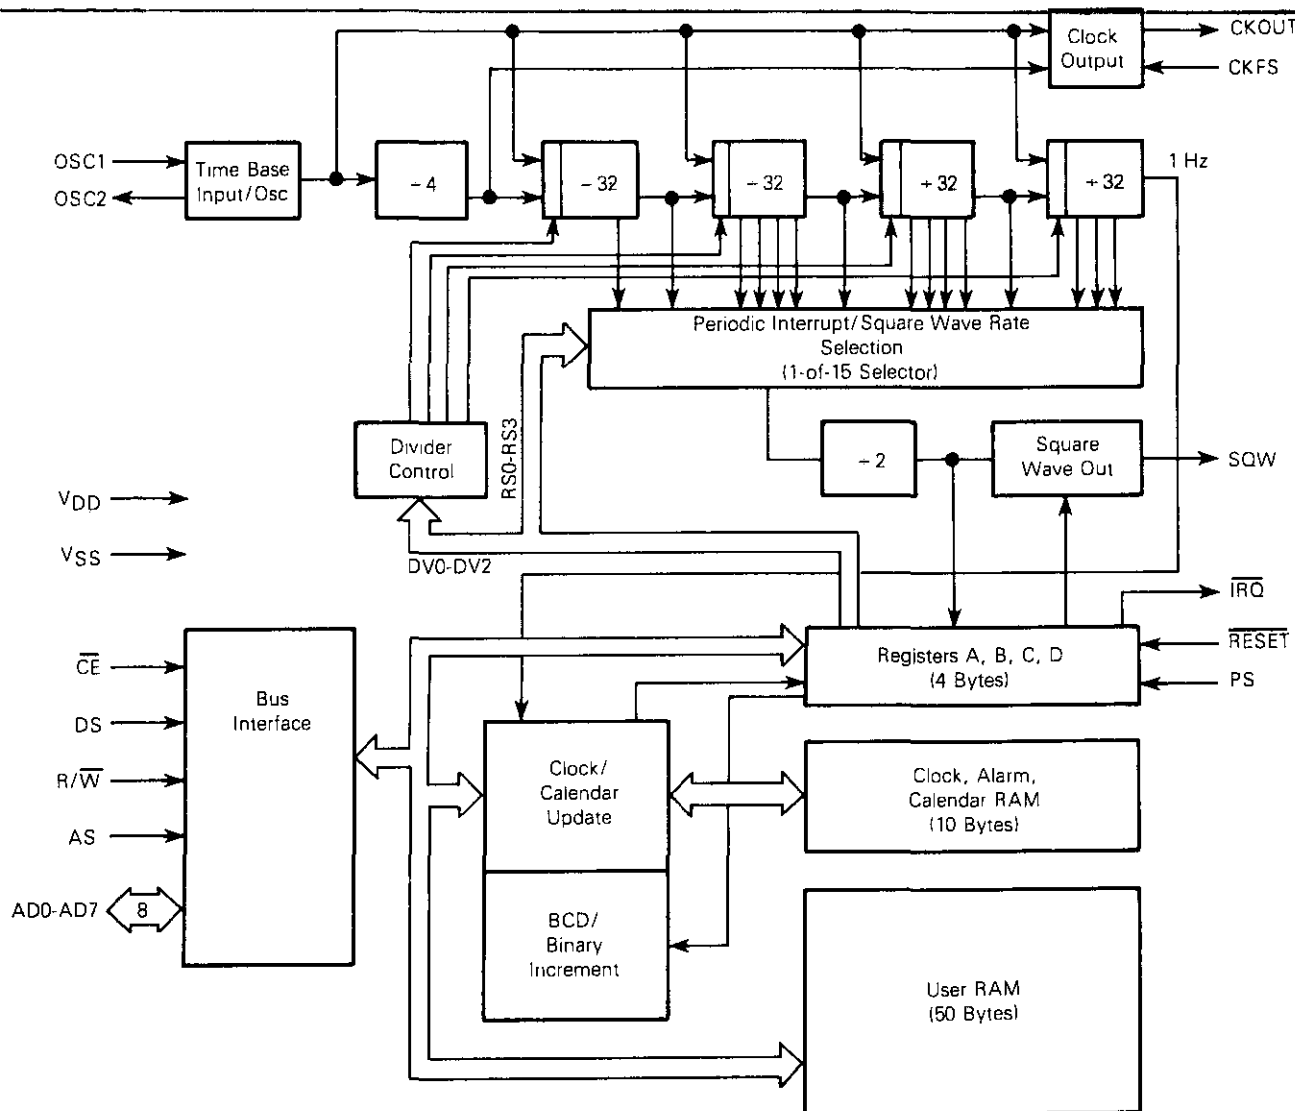 CKOUT
Clock
Output
CKFS
OSC1
OSC2
Time Base
Input/Osc
÷4
÷32
÷32
÷32
÷32
1 Hz
Periodic Interrupt/Square Wave Rate
Selection
(1-of-15 Selector)
RS0-RS3
Divider
Control
÷2
Square
Wave Out
SQW
VDD
VSS
DV0-DV2
IRQ
RESET
PS
Registers A, B, C, D
(4 Bytes)
CE
DS
R/W
AS
AD0-AD7
8
Bus
Interface
Clock/
Calendar
Update
Clock, Alarm,
Calendar RAM
(10 Bytes)
BCD/
Binary
Increment
User RAM
(50 Bytes)